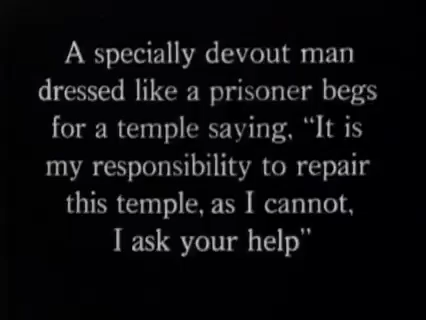 A specially devout man
dressed like a prisoner begs
for a temple saying, “It is
my responsibility to repair
this temple, as I cannot,
I ask your help”